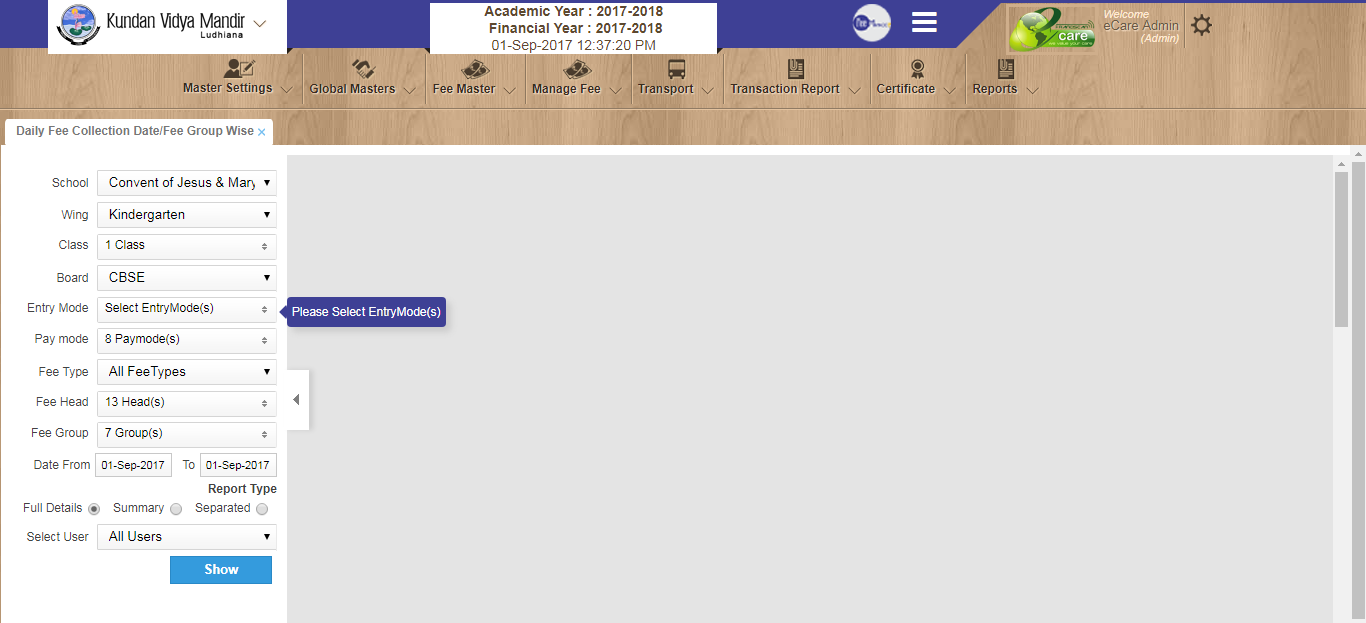 Kundan Vidya Mandir
Ludhiana
Academic Year : 2017-2018
Financial Year : 2017-2018
01-Sep-2017 12:37:20 PM
care
Welcome
eCare Admin
(Admin)
Master Settings
Global Masters
Fee Master
Manage Fee
Transport
Transaction Report
Certificate
Reports
Daily Fee Collection Date/Fee Group Wise ×
School Convent of Jesus & Mary
Wing Kindergarten
Class 1 Class
Board CBSE
Entry Mode Select EntryMode(s) Please Select EntryMode(s)
Pay mode 8 Paymode(s)
Fee Type All FeeTypes
Fee Head 13 Head(s)
Fee Group 7 Group(s)
Date From 01-Sep-2017 To 01-Sep-2017
Report Type
Full Details Summary Separated
Select User All Users
Show